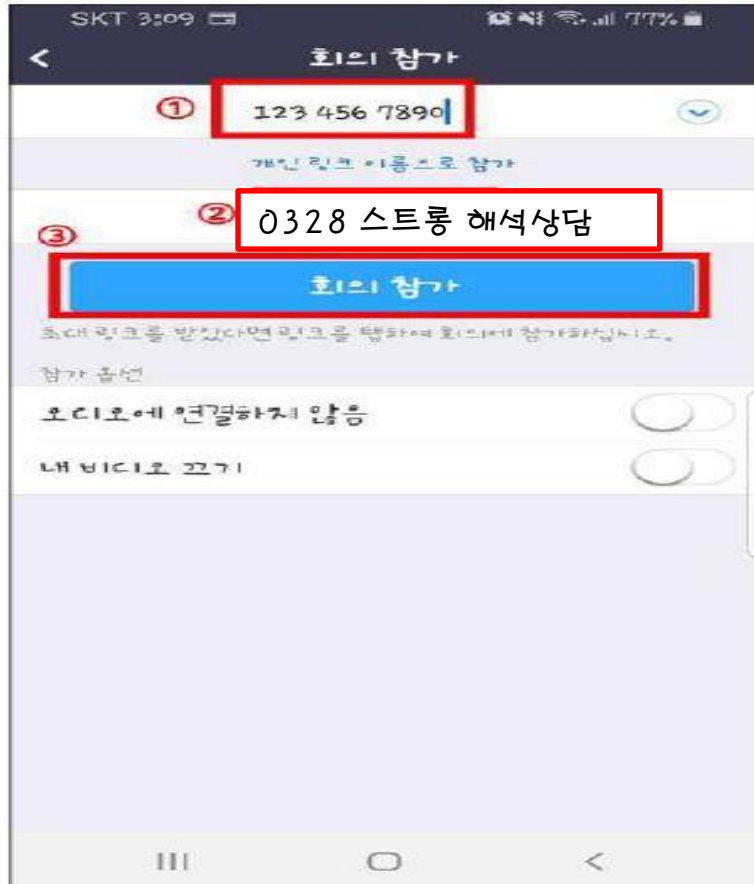 SKT 3:09 77%
회의 참가
① 123 456 7890
개인 링크 이름으로 참가
② 0328 스트롱 해석상담
③
회의 참가
초대 링크를 받았다면 링크를 탭하여 회의에 참가하십시오.
참가 옵션
오디오에 연결하지 않음
내 비디오 끄기